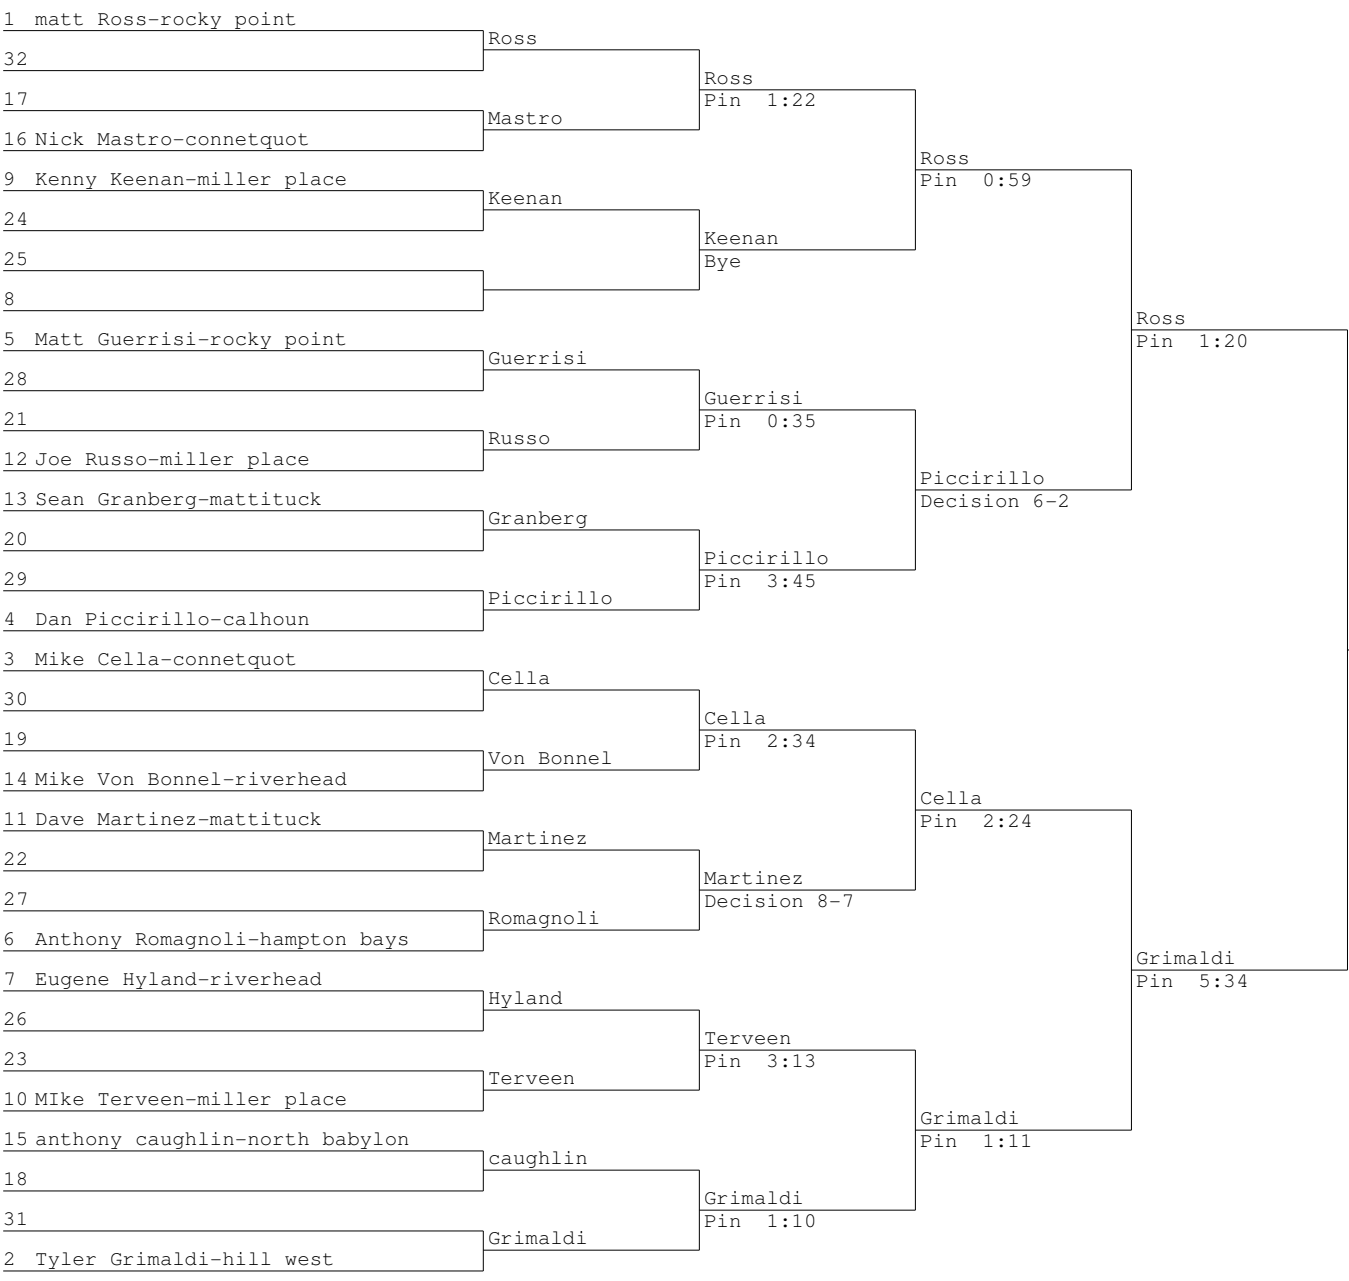 1 matt Ross-rocky point
32
17
16 Nick Mastro-connetquot
9 Kenny Keenan-miller place
24
25
8
5 Matt Guerrisi-rocky point
28
21
12 Joe Russo-miller place
13 Sean Granberg-mattituck
20
29
4 Dan Piccirillo-calhoun
3 Mike Cella-connetquot
30
19
14 Mike Von Bonnel-riverhead
11 Dave Martinez-mattituck
22
27
6 Anthony Romagnoli-hampton bays
7 Eugene Hyland-riverhead
26
23
10 MIke Terveen-miller place
15 anthony caughlin-north babylon
18
31
2 Tyler Grimaldi-hill west
Ross
Mastro
Keenan
Guerrisi
Russo
Granberg
Piccirillo
Cella
Von Bonnel
Martinez
Romagnoli
Hyland
Terveen
caughlin
Grimaldi
Ross
Pin 1:22
Keenan
Bye
Guerrisi
Pin 0:35
Piccirillo
Pin 3:45
Cella
Pin 2:34
Martinez
Decision 8-7
Terveen
Pin 3:13
Grimaldi
Pin 1:10
Ross
Pin 0:59
Piccirillo
Decision 6-2
Cella
Pin 2:24
Grimaldi
Pin 1:11
Ross
Pin 1:20
Grimaldi
Pin 5:34